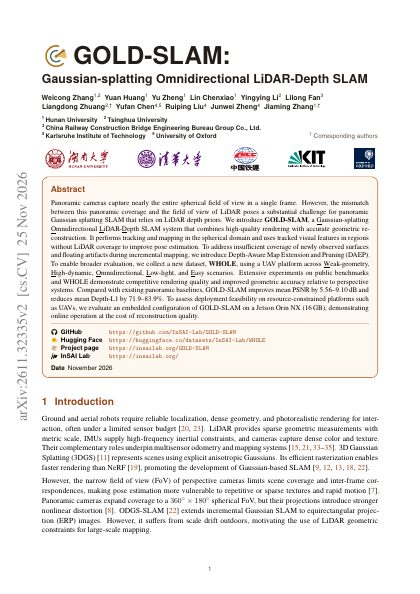 GOLD-SLAM:
Gaussian-splatting Omnidirectional LiDAR-Depth SLAM
Weicong Zhang1,2 Yuan Huang1 Yu Zheng1 Lin Chenxiao1 Yingying Li2 Lilong Fan3
Liangdong Zhuang2,† Yufan Chen4,5 Ruiping Liu4 Junwei Zheng4 Jiaming Zhang1,†
1 Hunan University 2 Tsinghua University
3 China Railway Construction Bridge Engineering Bureau Group Co., Ltd.
4 Karlsruhe Institute of Technology 5 University of Oxford
† Corresponding authors
湖南大学
HUNAN UNIVERSITY
清华大学
中国铁建
KIT
arXiv:2611.32335v2 [cs.CV] 25 Nov 2026
Abstract
Panoramic cameras capture nearly the entire spherical field of view in a single frame. However, the mismatch
between this panoramic coverage and the field of view of LiDAR poses a substantial challenge for panoramic
Gaussian splatting SLAM that relies on LiDAR depth priors. We introduce GOLD-SLAM, a Gaussian-splatting
Omnidirectional LiDAR-Depth SLAM system that combines high-quality rendering with accurate geometric re-
construction. It performs tracking and mapping in the spherical domain and uses tracked visual features in regions
without LiDAR coverage to improve pose estimation. To address insufficient coverage of newly observed surfaces
and floating artifacts during incremental mapping, we introduce Depth-Aware Map Extension and Pruning (DAEP).
To enable broader evaluation, we collect a new dataset, WHOLE, using a UAV platform across Weak-geometry,
High-dynamic, Omnidirectional, Low-light, and Easy scenarios. Extensive experiments on public benchmarks
and WHOLE demonstrate competitive rendering quality and improved geometric accuracy relative to perspective
systems. Compared with existing panoramic baselines, GOLD-SLAM improves mean PSNR by 5.56–9.10 dB and
reduces mean Depth-L1 by 71.9–83.9%. To assess deployment feasibility on resource-constrained platforms such
as UAVs, we evaluate an embedded configuration of GOLD-SLAM on a Jetson Orin NX (16 GB), demonstrating
online operation at the cost of reconstruction quality.
GitHub https://github.com/InSAI-Lab/GOLD-SLAM
Hugging Face https://huggingface.co/datasets/InSAI-Lab/WHOLE
Project page https://insailab.org/GOLD-SLAM
InSAI Lab https://insailab.org/
Date November 2026
1 Introduction
Ground and aerial robots require reliable localization, dense geometry, and photorealistic rendering for inter-
action, often under a limited sensor budget [20, 23]. LiDAR provides sparse geometric measurements with
metric scale, IMUs supply high-frequency inertial constraints, and cameras capture dense color and texture.
Their complementary roles underpin multisensor odometry and mapping systems [15, 21, 33–35]. 3D Gaussian
Splatting (3DGS) [11] represents scenes using explicit anisotropic Gaussians. Its efficient rasterization enables
faster rendering than NeRF [19], promoting the development of Gaussian-based SLAM [9, 12, 13, 18, 22].
However, the narrow field of view (FoV) of perspective cameras limits scene coverage and inter-frame cor-
respondences, making pose estimation more vulnerable to repetitive or sparse textures and rapid motion [7].
Panoramic cameras expand coverage to a 360° × 180° spherical FoV, but their projections introduce stronger
nonlinear distortion [8]. ODGS-SLAM [22] extends incremental Gaussian SLAM to equirectangular projec-
tion (ERP) images. However, it suffers from scale drift outdoors, motivating the use of LiDAR geometric
constraints for large-scale mapping.
1